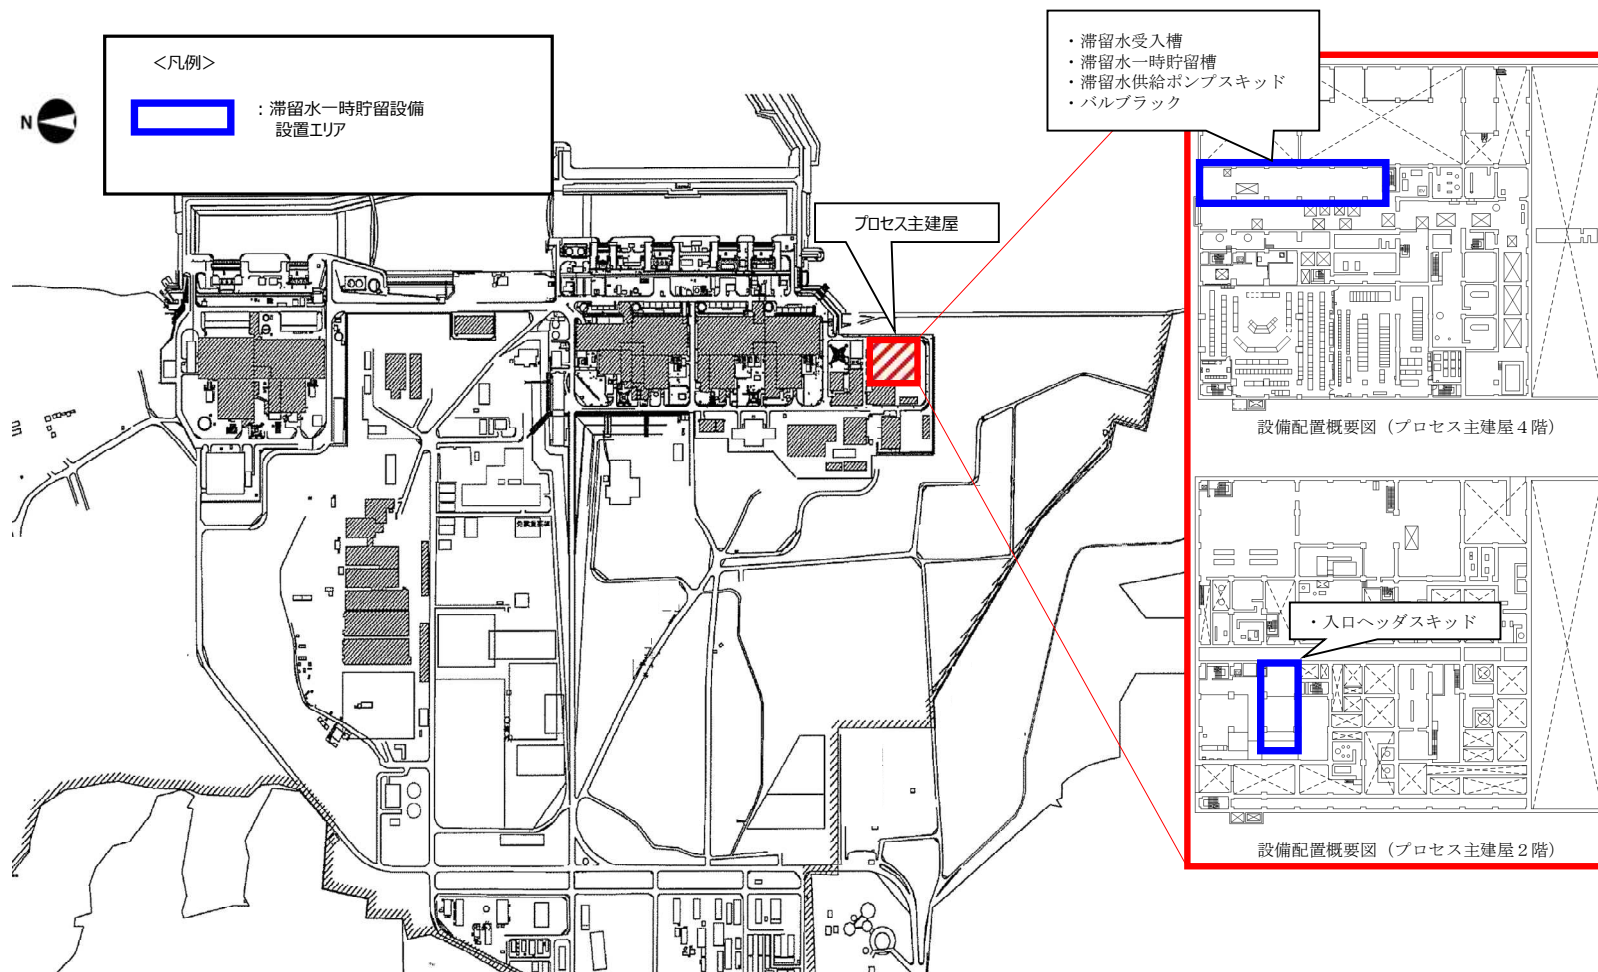 <凡例>
：滞留水一時貯留設備
設置エリア
N
・滞留水受入槽
・滞留水一時貯留槽
・滞留水供給ポンプスキッド
・バルブラック
プロセス主建屋
設備配置概要図（プロセス主建屋４階）
・入口ヘッダスキッド
設備配置概要図（プロセス主建屋２階）